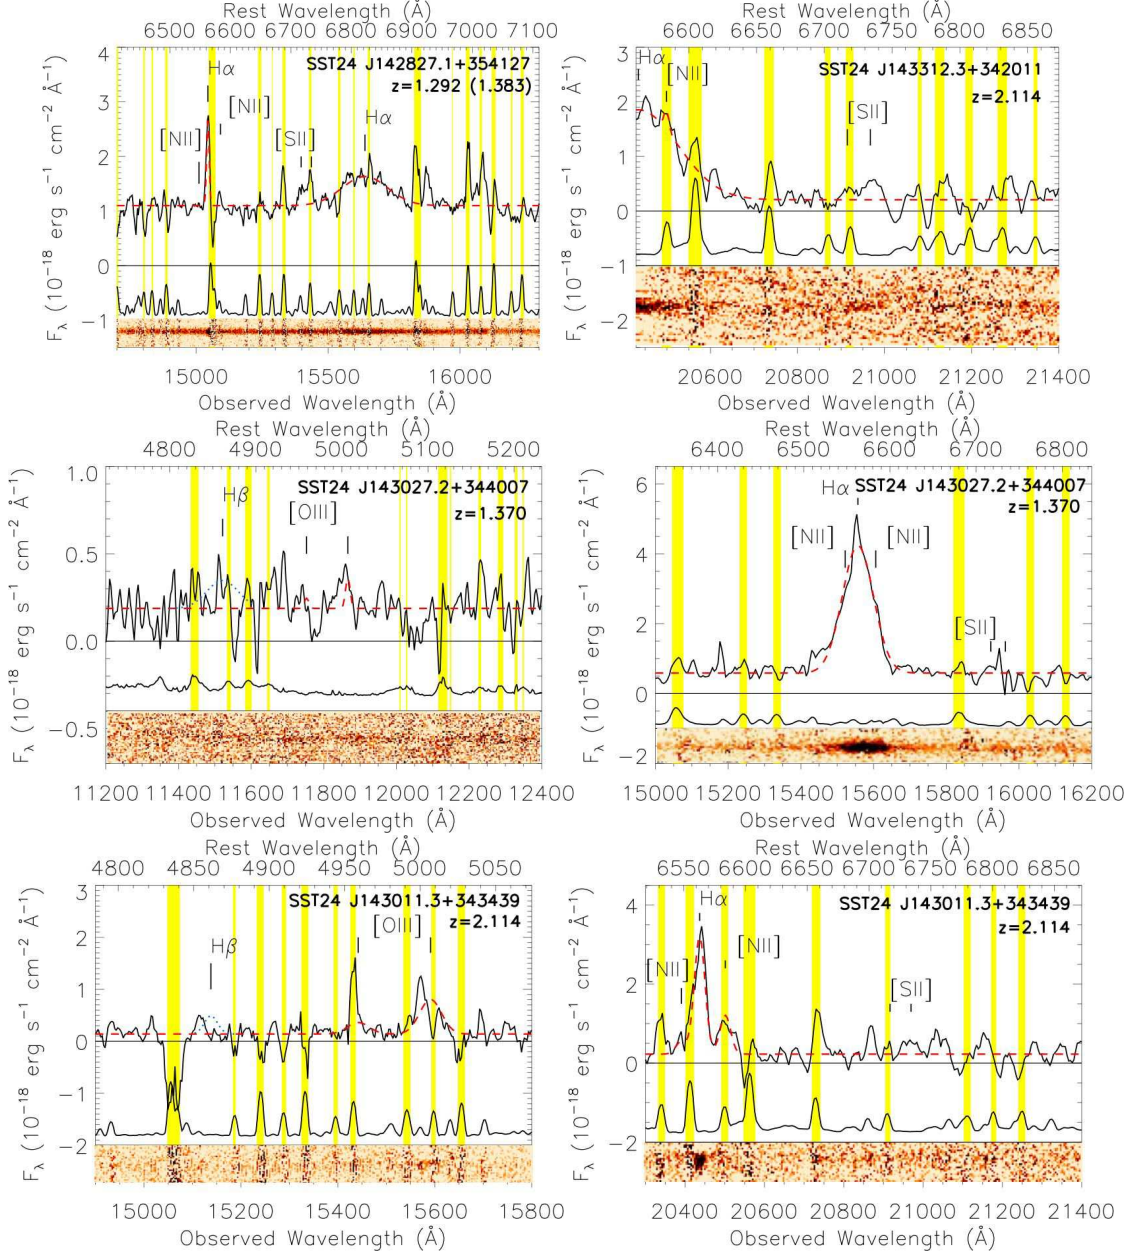 Rest Wavelength (Å)
6500 6600 6700 6800 6900 7000 7100
SST24 J142827.1+354127
z=1.292 (1.383)
Hα
[NII]
[NII]
[SII]
Hα
4
3
2
1
0
−1
F_λ (10⁻¹⁸ erg s⁻¹ cm⁻² Å⁻¹)
15000 15500 16000
Observed Wavelength (Å)
Rest Wavelength (Å)
6600 6650 6700 6750 6800 6850
Hα
[NII]
SST24 J143312.3+342011
z=2.114
[SII]
3
2
1
0
−1
−2
F_λ (10⁻¹⁸ erg s⁻¹ cm⁻² Å⁻¹)
20600 20800 21000 21200 21400
Observed Wavelength (Å)
Rest Wavelength (Å)
4800 4900 5000 5100 5200
SST24 J143027.2+344007
z=1.370
Hβ
[OIII]
1.0
0.5
0.0
−0.5
F_λ (10⁻¹⁸ erg s⁻¹ cm⁻² Å⁻¹)
11200 11400 11600 11800 12000 12200 12400
Observed Wavelength (Å)
Rest Wavelength (Å)
6400 6500 6600 6700 6800
SST24 J143027.2+344007
z=1.370
Hα
[NII]
[NII]
[SII]
6
4
2
0
−2
F_λ (10⁻¹⁸ erg s⁻¹ cm⁻² Å⁻¹)
15000 15200 15400 15600 15800 16000 16200
Observed Wavelength (Å)
Rest Wavelength (Å)
4800 4850 4900 4950 5000 5050
SST24 J143011.3+343439
z=2.114
[OIII]
Hβ
3
2
1
0
−1
−2
F_λ (10⁻¹⁸ erg s⁻¹ cm⁻² Å⁻¹)
15000 15200 15400 15600 15800
Observed Wavelength (Å)
Rest Wavelength (Å)
6550 6600 6650 6700 6750 6800 6850
SST24 J143011.3+343439
z=2.114
Hα
[NII]
[NII]
[SII]
4
2
0
−2
F_λ (10⁻¹⁸ erg s⁻¹ cm⁻² Å⁻¹)
20400 20600 20800 21000 21200 21400
Observed Wavelength (Å)